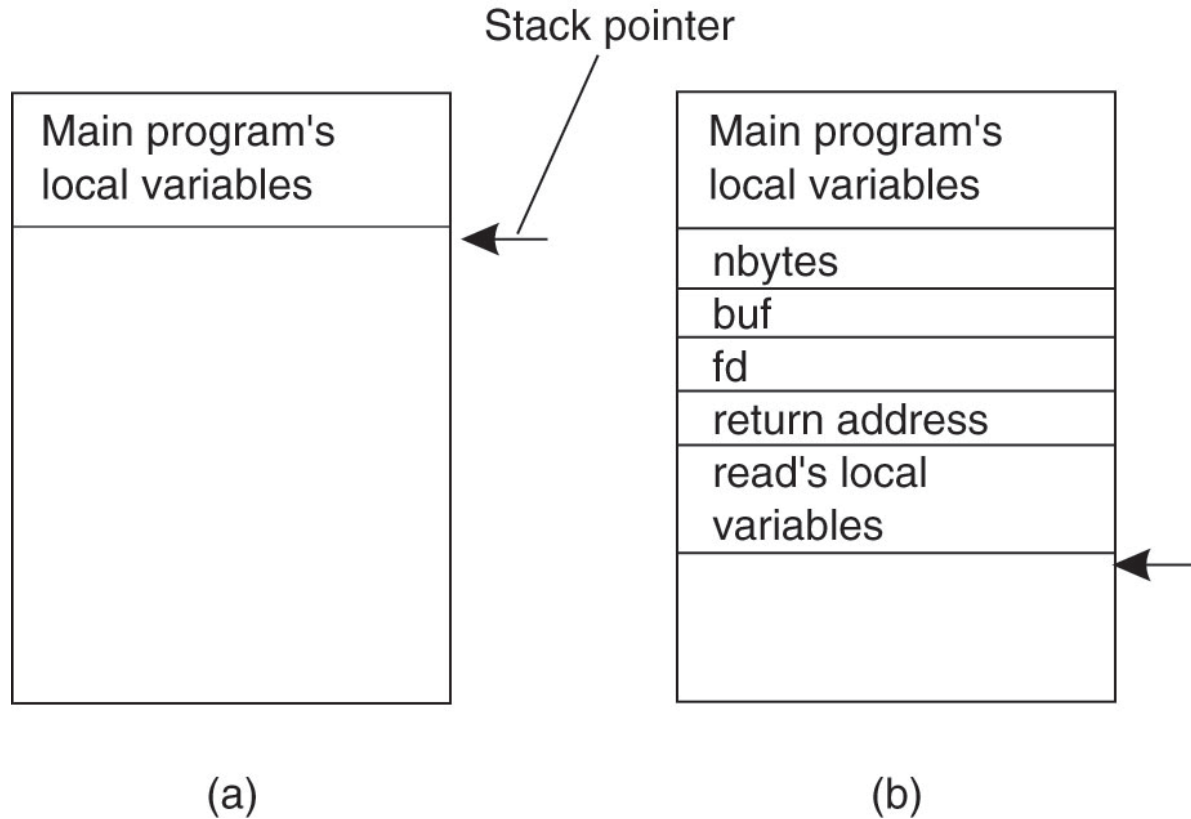 Stack pointer
Main program's
local variables
Main program's
local variables
nbytes
buf
fd
return address
read's local
variables
(a)
(b)